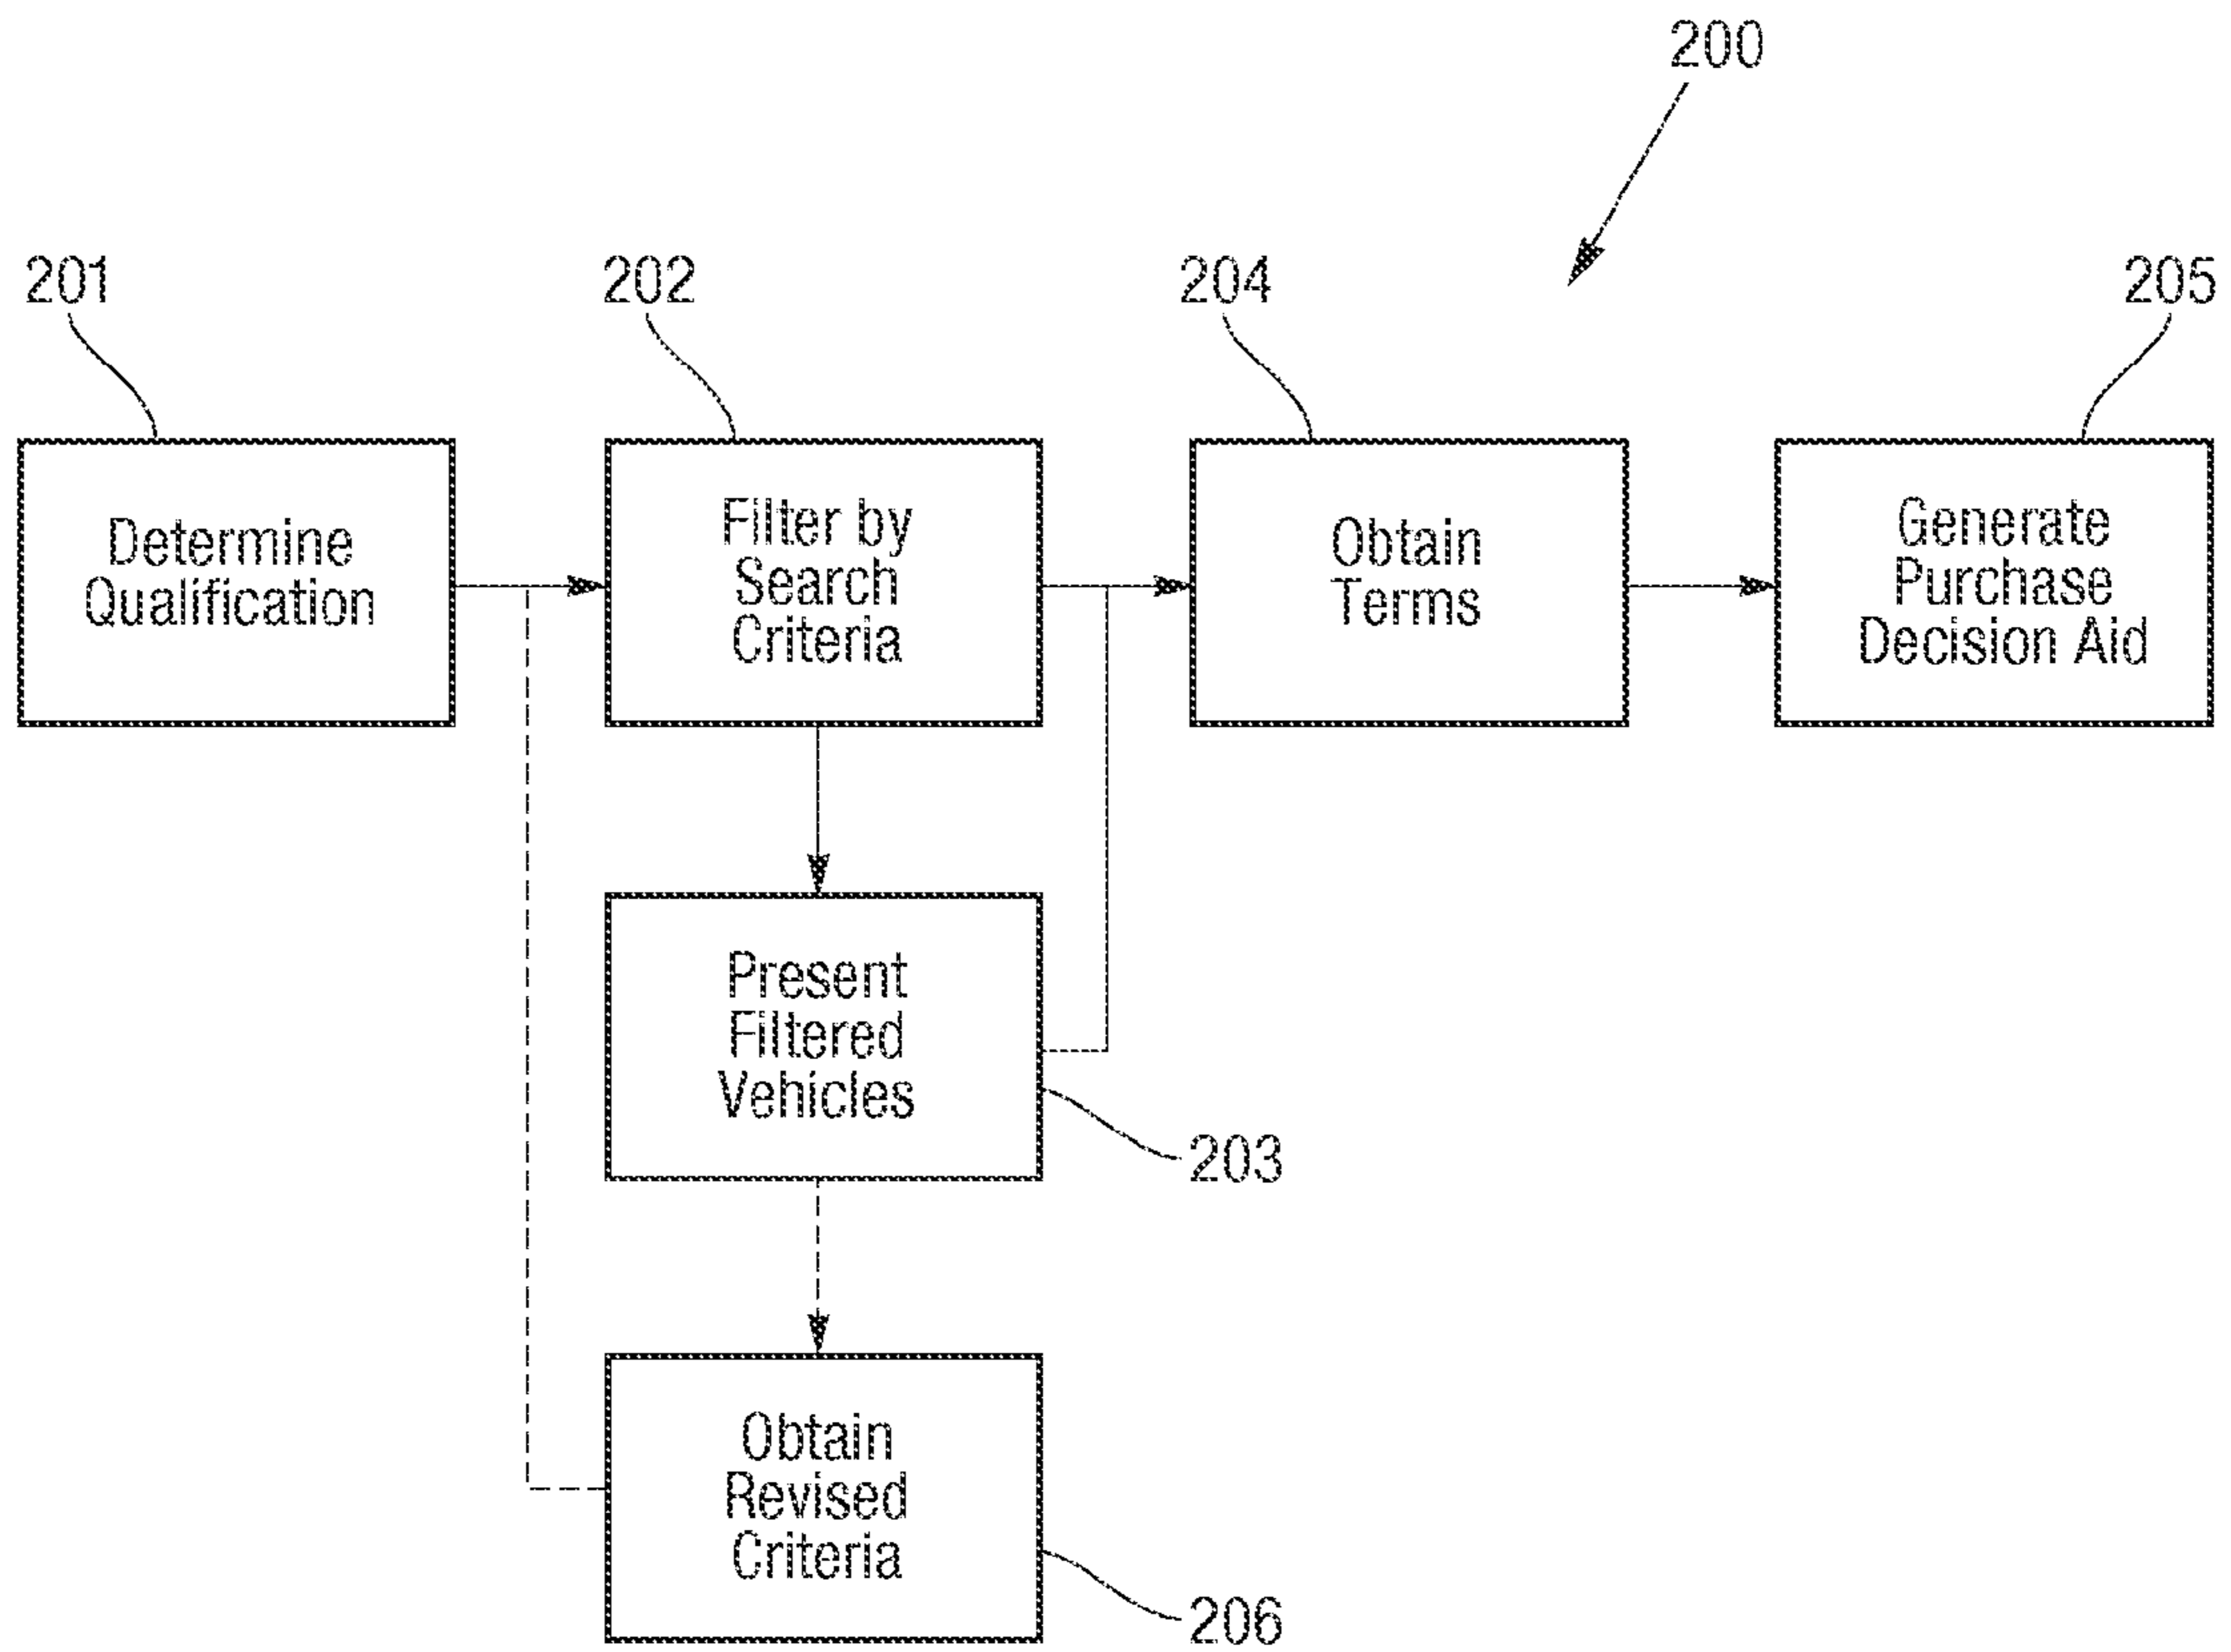 200
201
202
204
205
Determine
Qualification
Filter by
Search
Criteria
Obtain
Terms
Generate
Purchase
Decision Aid
Present
Filtered
Vehicles
203
Obtain
Revised
Criteria
206